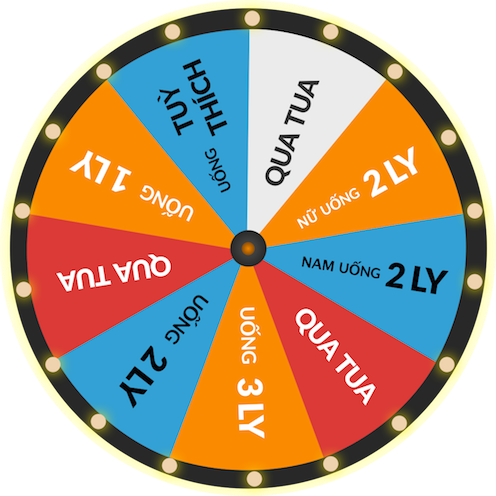 QUA TUA
NỮ UỐNG 2 LY
NAM UỐNG 2 LY
QUA TUA
UỐNG 3 LY
UỐNG 2 LY
QUA TUA
UỐNG 1 LY
UỐNG TUỲ
THÍCH